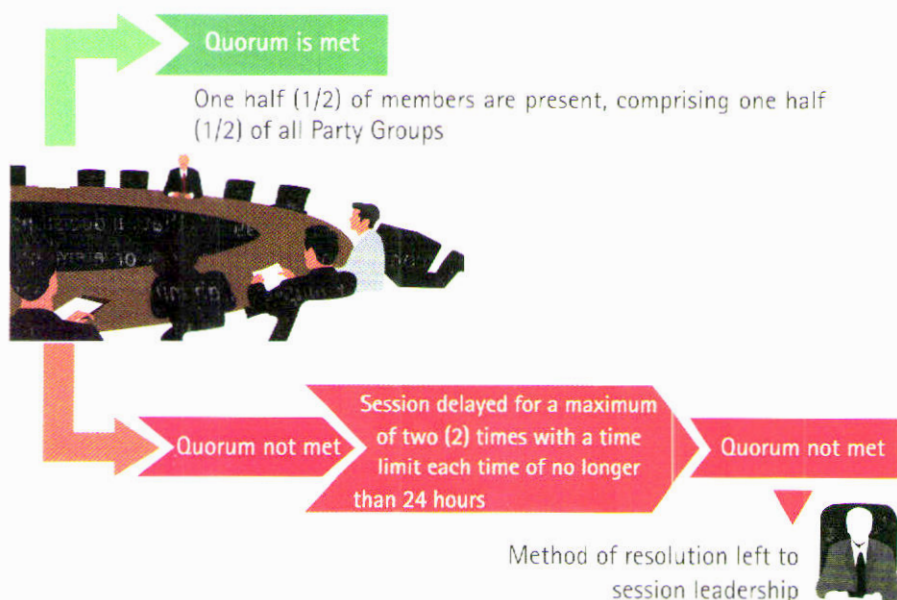 Quorum is met
One half (1/2) of members are present, comprising one half
(1/2) of all Party Groups
Quorum not met
Session delayed for a maximum
of two (2) times with a time
limit each time of no longer
than 24 hours
Quorum not met
Method of resolution left to
session leadership